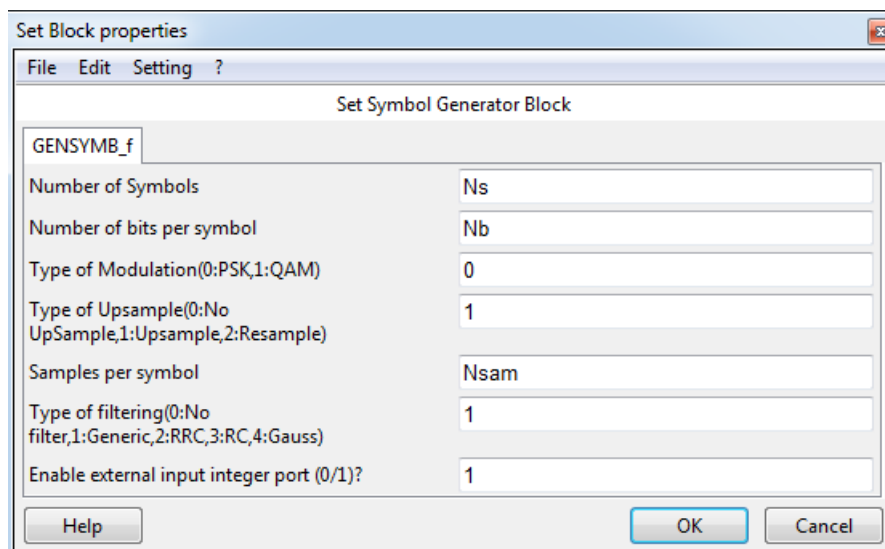 Set Block properties
File Edit Setting ?
Set Symbol Generator Block
GENSYMB_f
Number of Symbols Ns
Number of bits per symbol Nb
Type of Modulation(0:PSK,1:QAM) 0
Type of Upsample(0:No 1
UpSample,1:Upsample,2:Resample)
Samples per symbol Nsam
Type of filtering(0:No 1
filter,1:Generic,2:RRC,3:RC,4:Gauss)
Enable external input integer port (0/1)? 1
Help OK Cancel